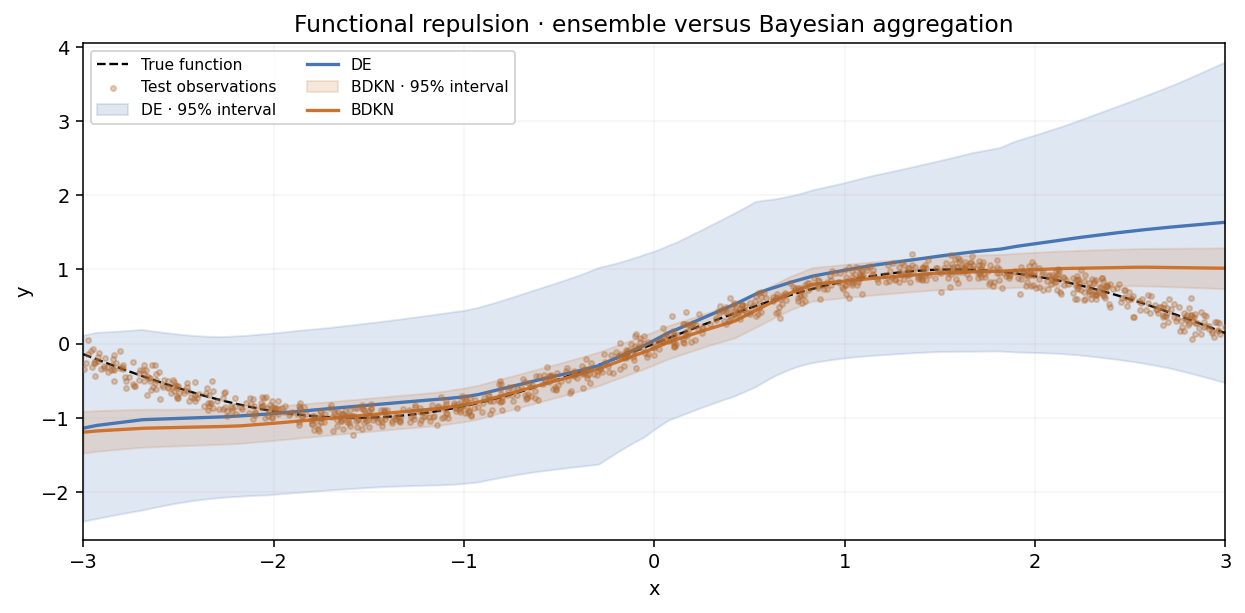 Functional repulsion · ensemble versus Bayesian aggregation
True function
Test observations
DE · 95% interval
DE
BDKN · 95% interval
BDKN
4
3
2
1
0
−1
−2
y
−3
−2
−1
0
1
2
3
x